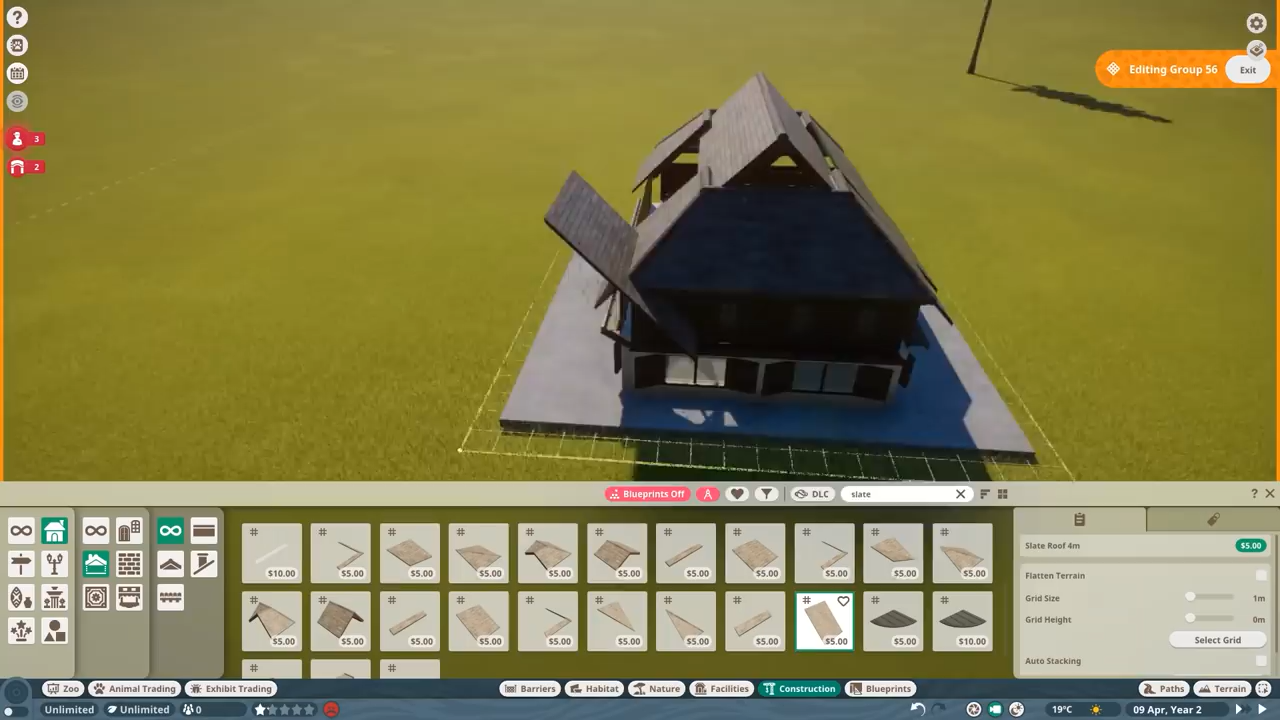 ?
Editing Group 56 Exit
3
2
Blueprints Off DLC slate ?
$10.00 $5.00 $5.00 $5.00 $5.00 $5.00 $5.00 $5.00 $5.00 $5.00 $5.00
$5.00 $5.00 $5.00 $5.00 $5.00 $5.00 $5.00 $5.00 $5.00 $5.00 $10.00
Slate Roof 4m $5.00
Flatten Terrain
Grid Size 1m
Grid Height 0m
Select Grid
Auto Stacking
Zoo Animal Trading Exhibit Trading Barriers Habitat Nature Facilities Construction Blueprints Paths Terrain
Unlimited Unlimited 0 19°C 09 Apr, Year 2